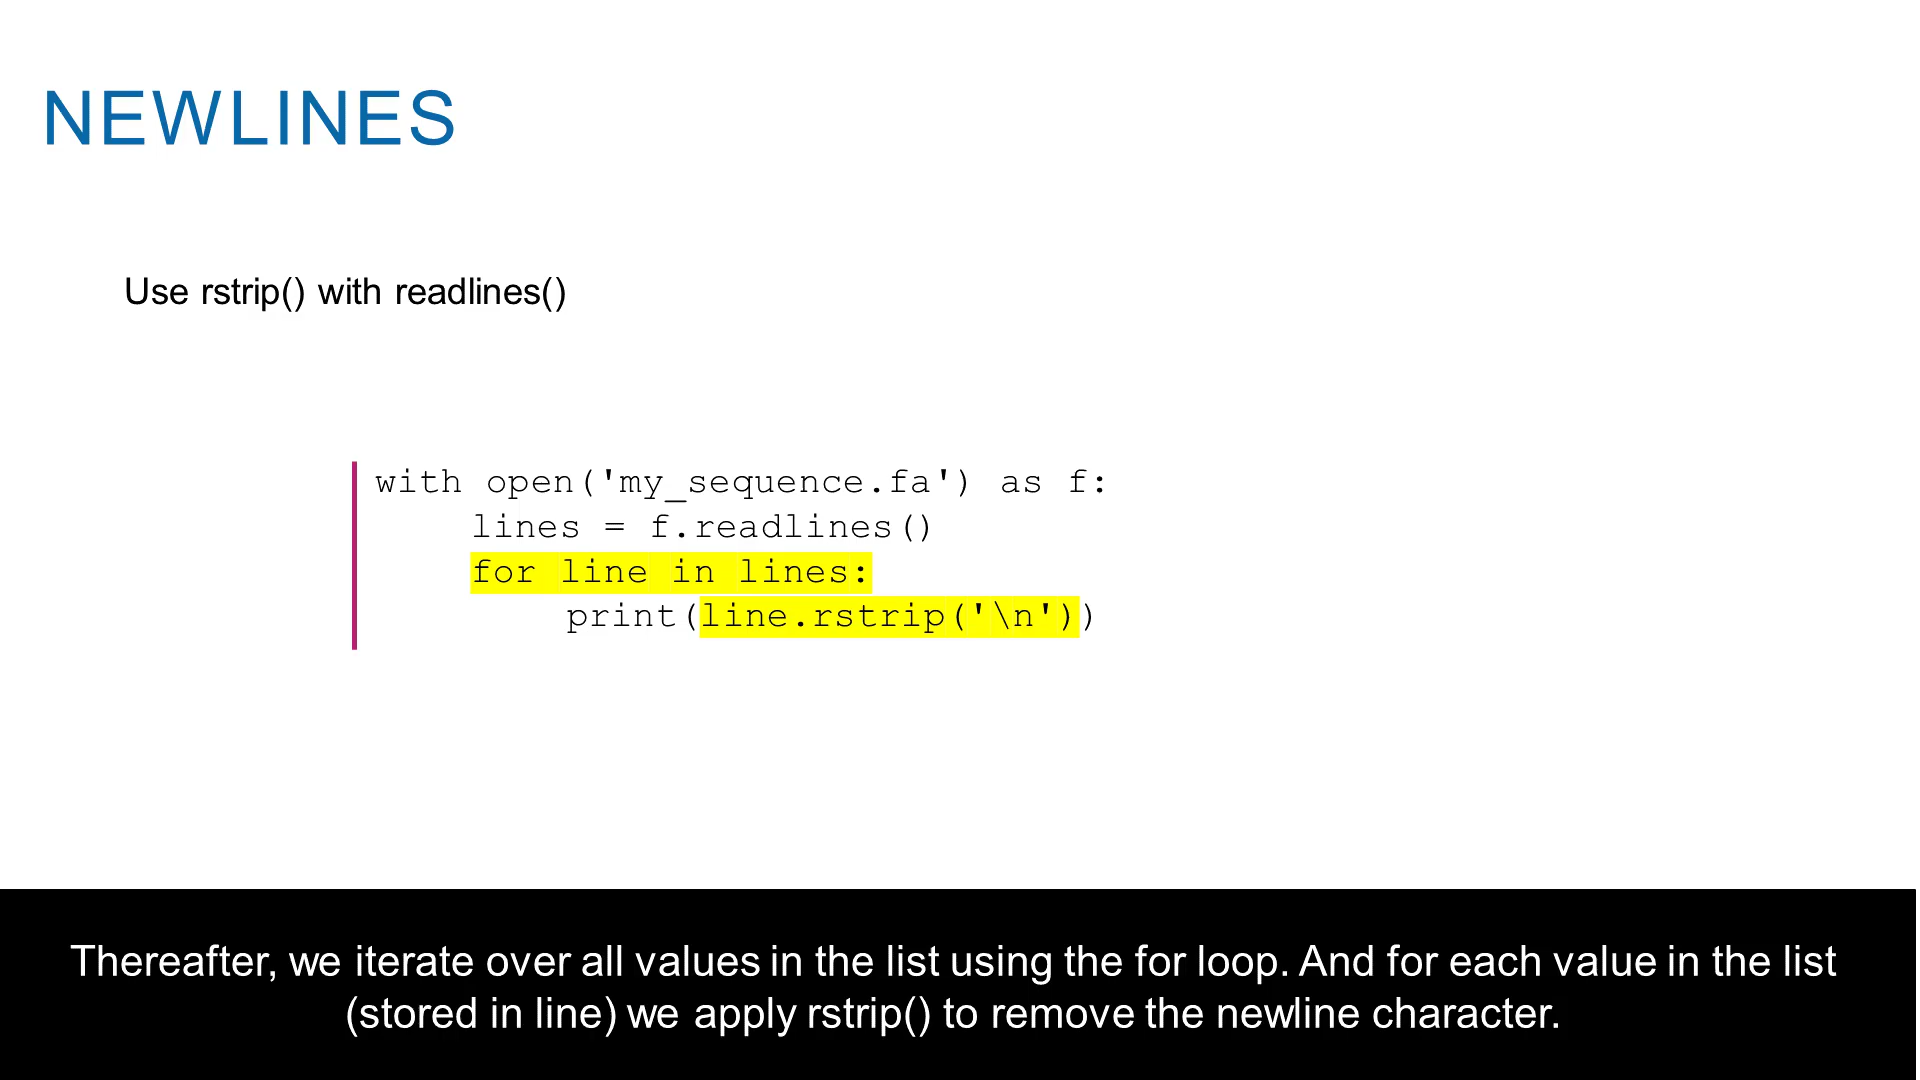 NEWLINES
Use rstrip() with readlines()
with open('my_sequence.fa') as f:
    lines = f.readlines()
    for line in lines:
        print(line.rstrip('\n'))
Thereafter, we iterate over all values in the list using the for loop. And for each value in the list
(stored in line) we apply rstrip() to remove the newline character.